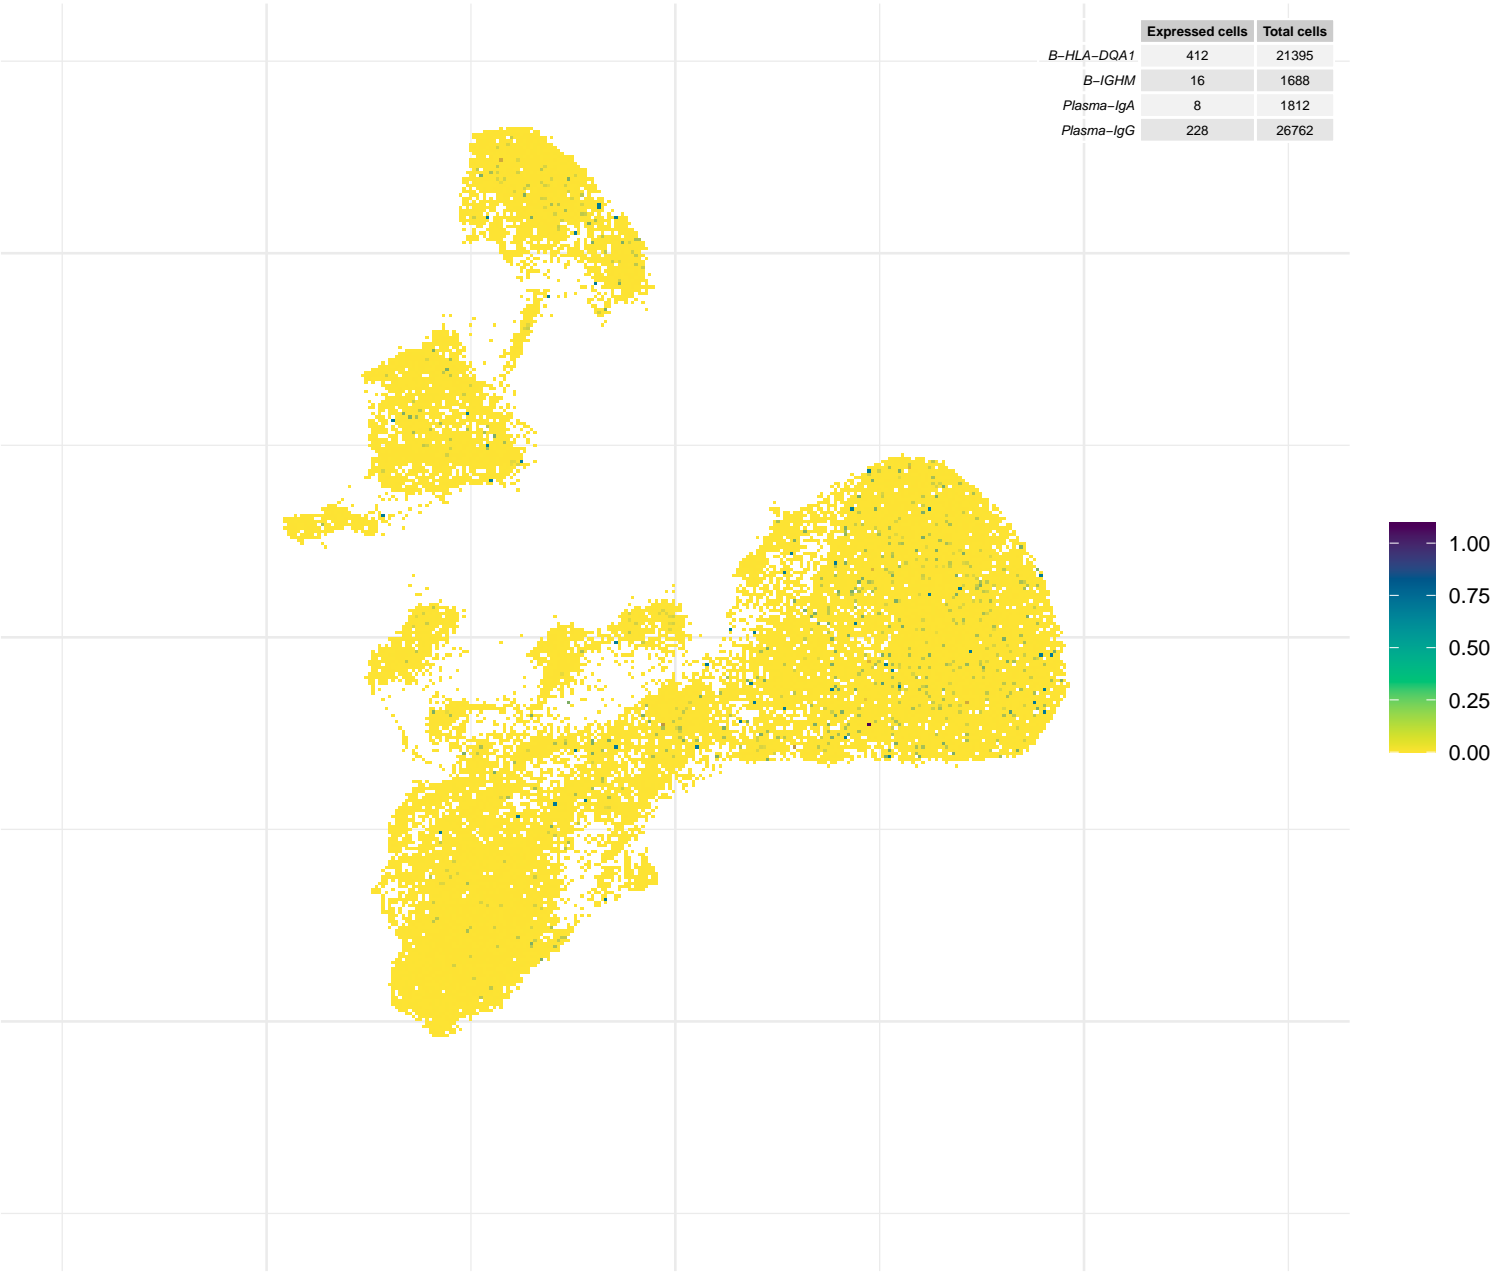 Expressed cells Total cells
B−HLA−DQA1 412 21395
B−IGHM 16 1688
Plasma−IgA 8 1812
Plasma−IgG 228 26762
1.00
0.75
0.50
0.25
0.00